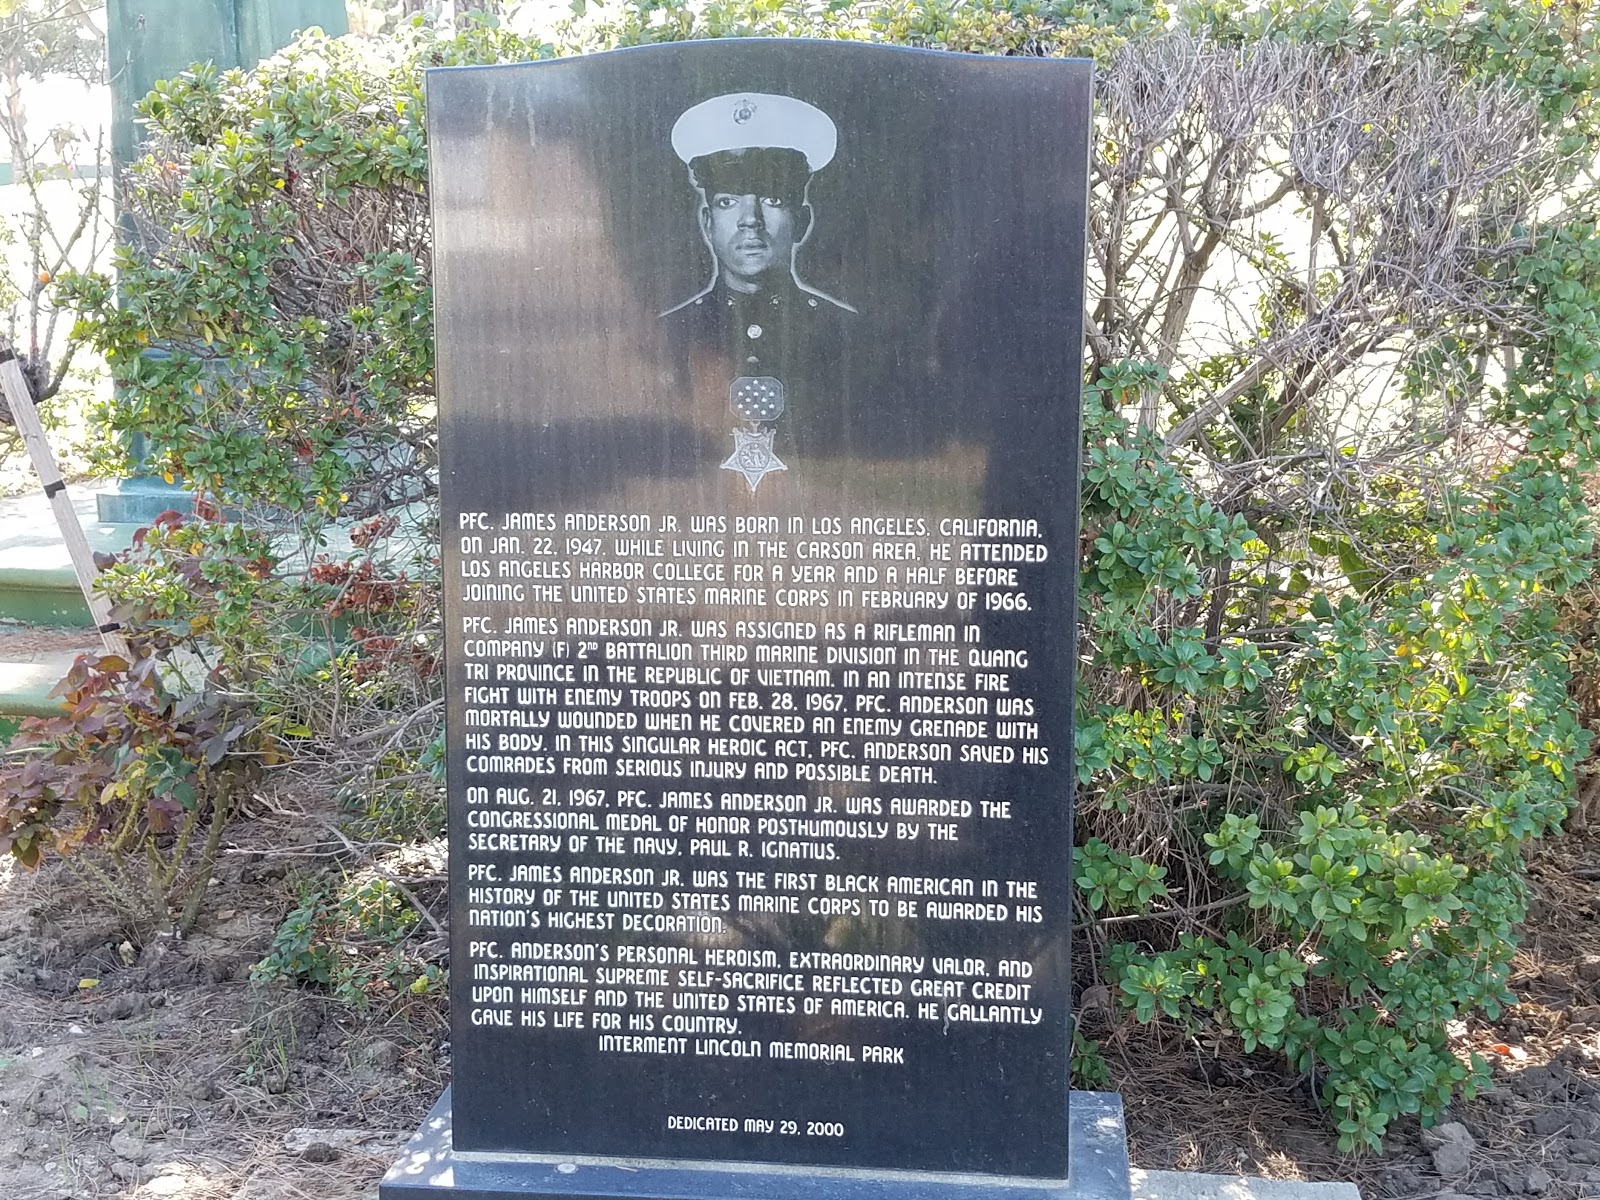 PFC. JAMES ANDERSON JR. WAS BORN IN LOS ANGELES, CALIFORNIA,
ON JAN. 22, 1947. WHILE LIVING IN THE CARSON AREA, HE ATTENDED
LOS ANGELES HARBOR COLLEGE FOR A YEAR AND A HALF BEFORE
JOINING THE UNITED STATES MARINE CORPS IN FEBRUARY OF 1966.
PFC. JAMES ANDERSON JR. WAS ASSIGNED AS A RIFLEMAN IN
COMPANY (F) 2ND BATTALION THIRD MARINE DIVISION IN THE QUANG
TRI PROVINCE IN THE REPUBLIC OF VIETNAM. IN AN INTENSE FIRE
FIGHT WITH ENEMY TROOPS ON FEB. 28, 1967, PFC. ANDERSON WAS
MORTALLY WOUNDED WHEN HE COVERED AN ENEMY GRENADE WITH
HIS BODY. IN THIS SINGULAR HEROIC ACT, PFC. ANDERSON SAVED HIS
COMRADES FROM SERIOUS INJURY AND POSSIBLE DEATH.
ON AUG. 21, 1967, PFC. JAMES ANDERSON JR. WAS AWARDED THE
CONGRESSIONAL MEDAL OF HONOR POSTHUMOUSLY BY THE
SECRETARY OF THE NAVY, PAUL R. IGNATIUS.
PFC. JAMES ANDERSON JR. WAS THE FIRST BLACK AMERICAN IN THE
HISTORY OF THE UNITED STATES MARINE CORPS TO BE AWARDED HIS
NATION'S HIGHEST DECORATION.
PFC. ANDERSON'S PERSONAL HEROISM, EXTRAORDINARY VALOR, AND
INSPIRATIONAL SUPREME SELF-SACRIFICE REFLECTED GREAT CREDIT
UPON HIMSELF AND THE UNITED STATES OF AMERICA. HE GALLANTLY
GAVE HIS LIFE FOR HIS COUNTRY.
INTERMENT LINCOLN MEMORIAL PARK
DEDICATED MAY 29, 2000